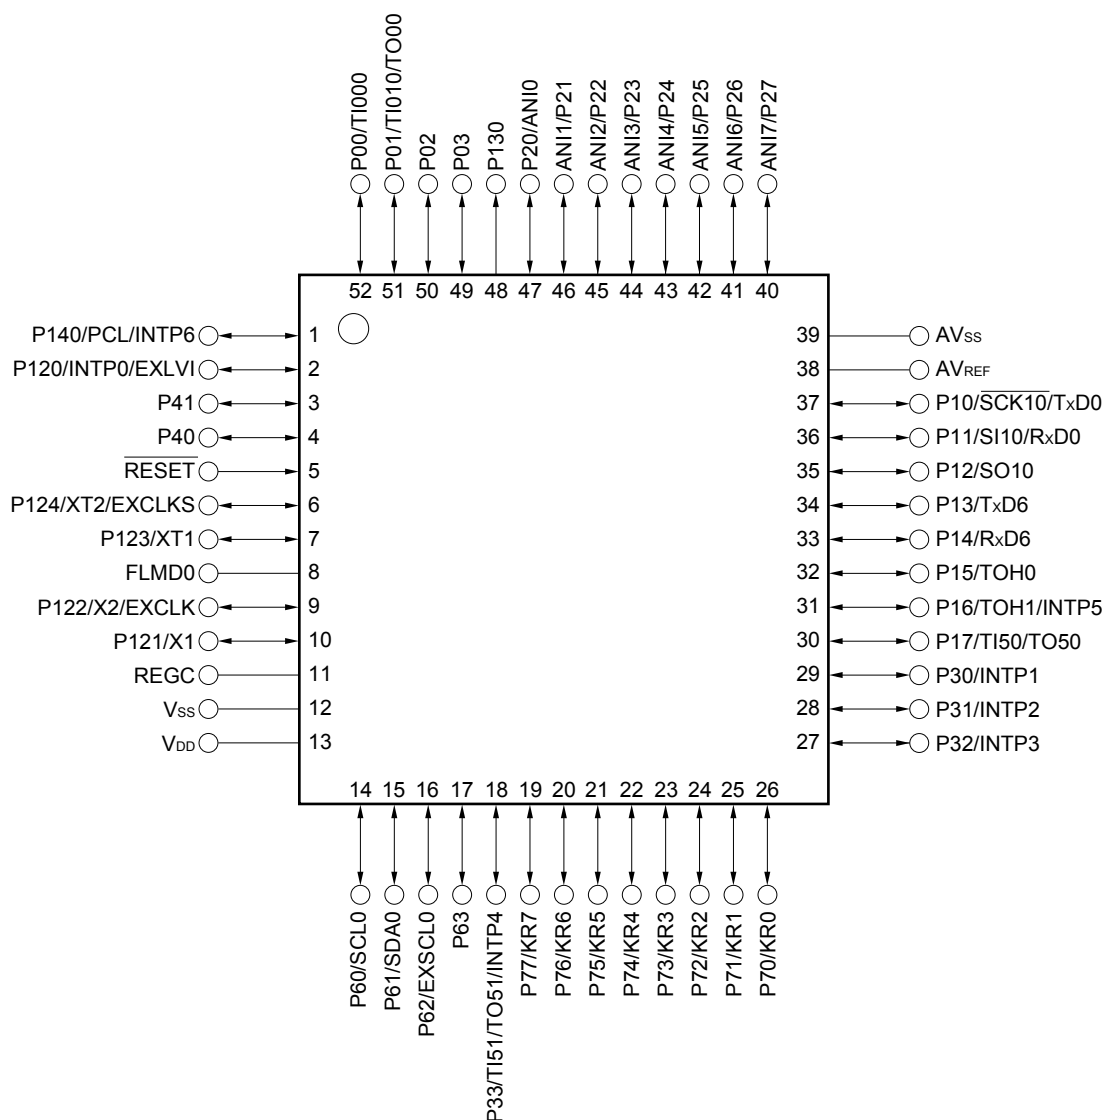 P00/TI000
P01/TI010/TO00
P02
P03
P130
P20/ANI0
ANI1/P21
ANI2/P22
ANI3/P23
ANI4/P24
ANI5/P25
ANI6/P26
ANI7/P27
52 51 50 49 48 47 46 45 44 43 42 41 40
P140/PCL/INTP6 1 39 AVSS
P120/INTP0/EXLVI 2 38 AVREF
P41 3 37 P10/SCK10/TxD0
P40 4 36 P11/SI10/RxD0
RESET 5 35 P12/SO10
P124/XT2/EXCLKS 6 34 P13/TxD6
P123/XT1 7 33 P14/RxD6
FLMD0 8 32 P15/TOH0
P122/X2/EXCLK 9 31 P16/TOH1/INTP5
P121/X1 10 30 P17/TI50/TO50
REGC 11 29 P30/INTP1
VSS 12 28 P31/INTP2
VDD 13 27 P32/INTP3
14 15 16 17 18 19 20 21 22 23 24 25 26
P60/SCL0
P61/SDA0
P62/EXSCL0
P63
P33/TI51/TO51/INTP4
P77/KR7
P76/KR6
P75/KR5
P74/KR4
P73/KR3
P72/KR2
P71/KR1
P70/KR0